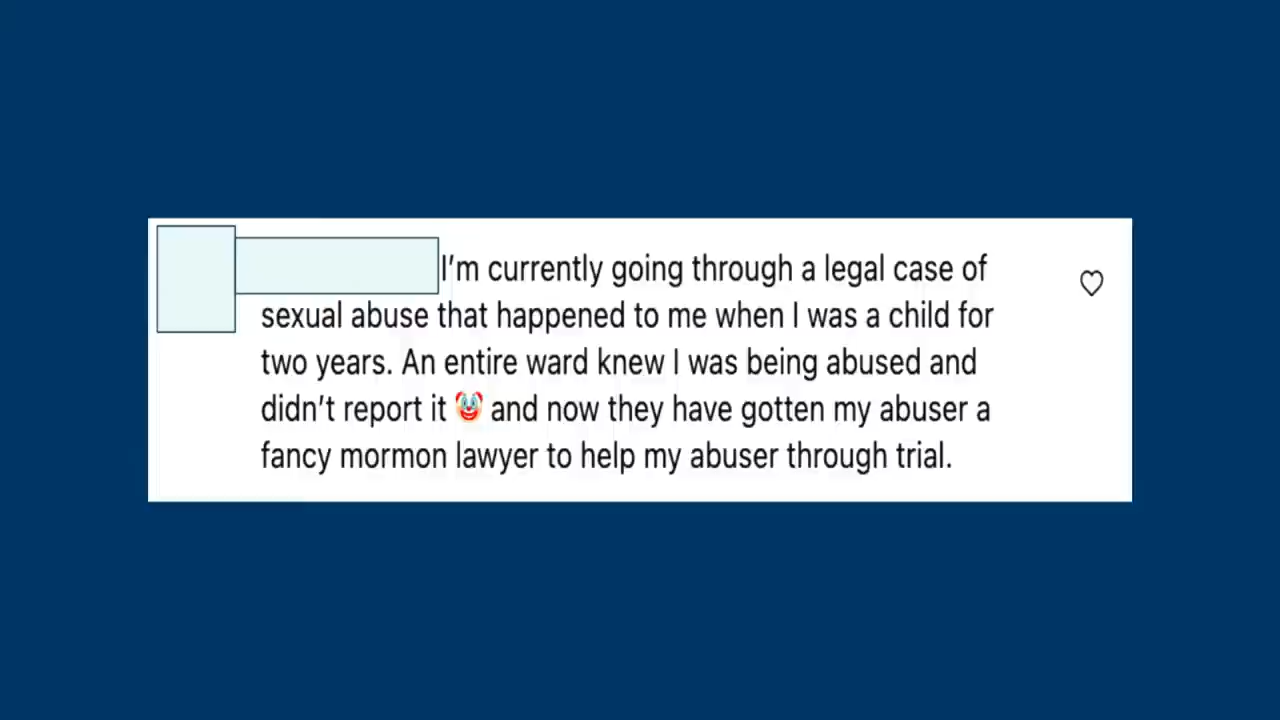 I'm currently going through a legal case of
sexual abuse that happened to me when I was a child for
two years. An entire ward knew I was being abused and
didn't report it 🤡 and now they have gotten my abuser a
fancy mormon lawyer to help my abuser through trial.